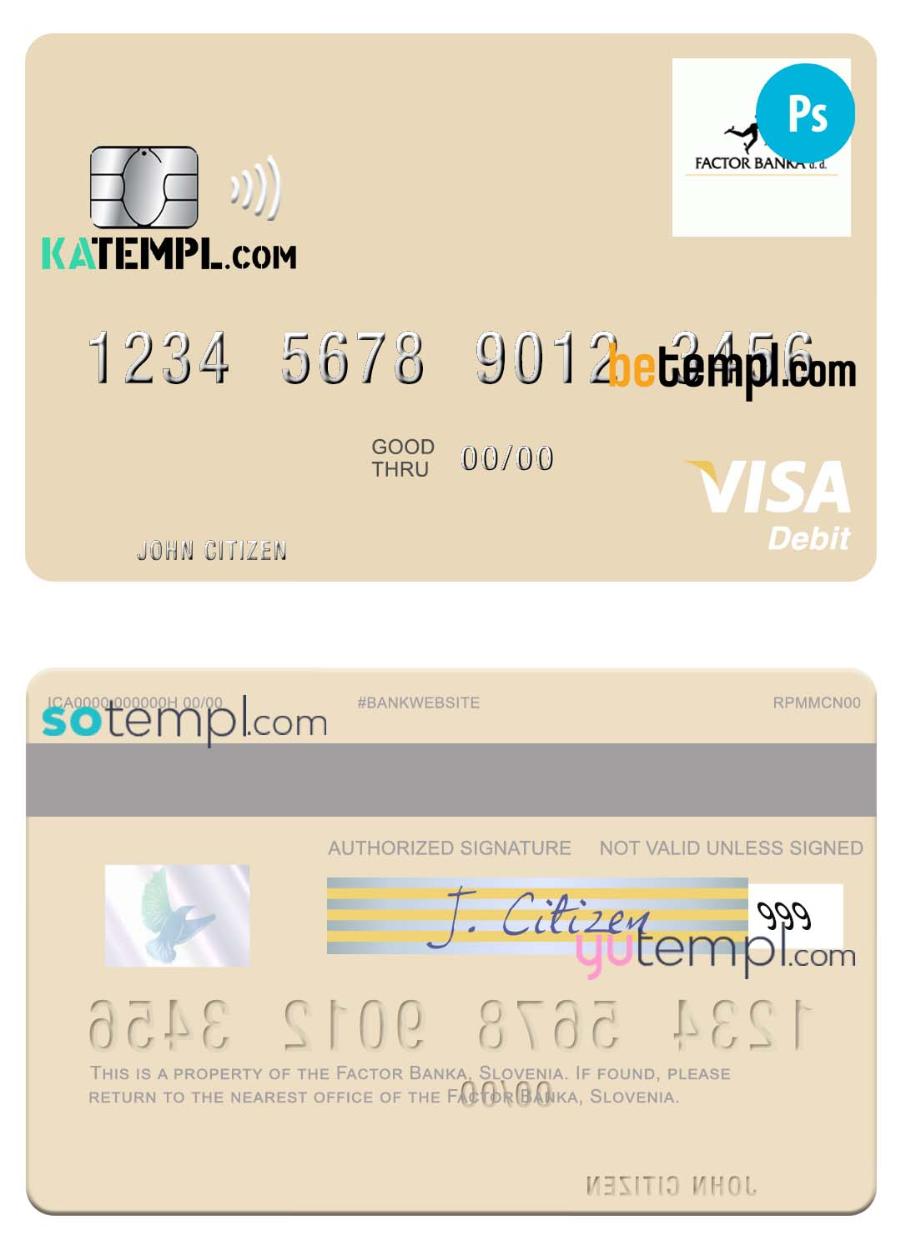 Ps
FACTOR BANKA d.d.
KATEMPL.COM
1234 5678 9012 3456
betempl.com
GOOD THRU 00/00
VISA
Debit
JOHN CITIZEN
ICA0000 000000H 00/00 #BANKWEBSITE RPMMCN00
sotempl.com
AUTHORIZED SIGNATURE NOT VALID UNLESS SIGNED
J. Citizen 999
yutempl.com
1234 5678 9012 3456
THIS IS A PROPERTY OF THE FACTOR BANKA, SLOVENIA. IF FOUND, PLEASE
RETURN TO THE NEAREST OFFICE OF THE FACTOR BANKA, SLOVENIA.
00/00
JOHN CITIZEN